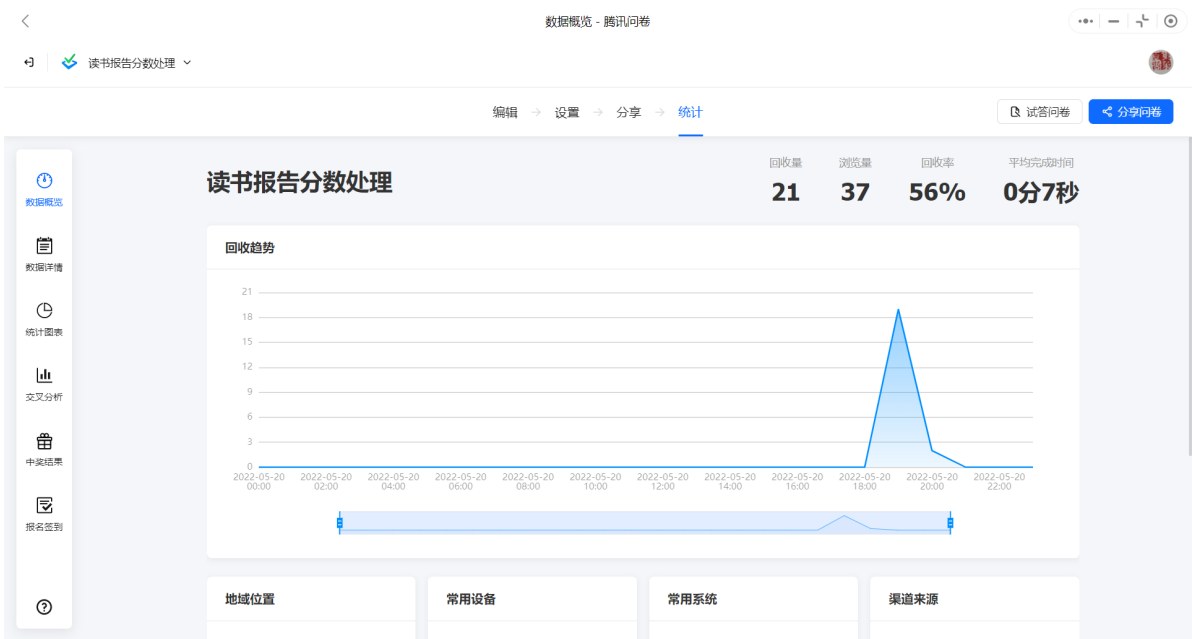 数据概览 - 腾讯问卷
读书报告分数处理
编辑 设置 分享 统计
试答问卷 分享问卷
数据概览
数据详情
统计图表
交叉分析
中奖结果
报名签到
读书报告分数处理
回收量 浏览量 回收率 平均完成时间
21 37 56% 0分7秒
回收趋势
21
18
15
12
9
6
3
0
2022-05-20 2022-05-20 2022-05-20 2022-05-20 2022-05-20 2022-05-20 2022-05-20 2022-05-20 2022-05-20 2022-05-20 2022-05-20 2022-05-20
00:00 02:00 04:00 06:00 08:00 10:00 12:00 14:00 16:00 18:00 20:00 22:00
地域位置 常用设备 常用系统 渠道来源